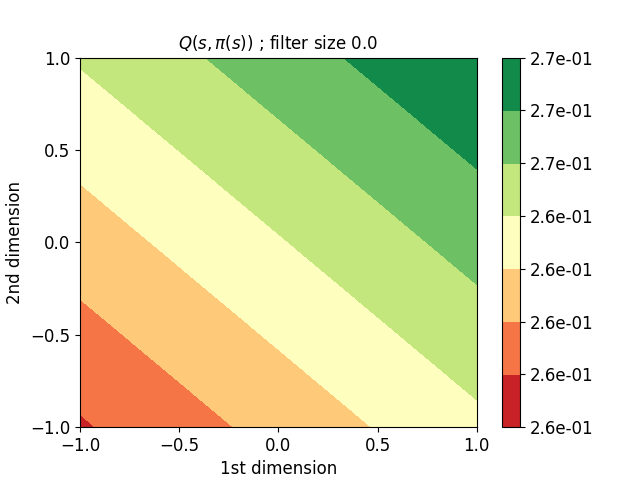 Q(s, π(s)) ; filter size 0.0
1.0
0.5
0.0
−0.5
−1.0
2nd dimension
−1.0
−0.5
0.0
0.5
1.0
1st dimension
2.7e-01
2.7e-01
2.7e-01
2.6e-01
2.6e-01
2.6e-01
2.6e-01
2.6e-01